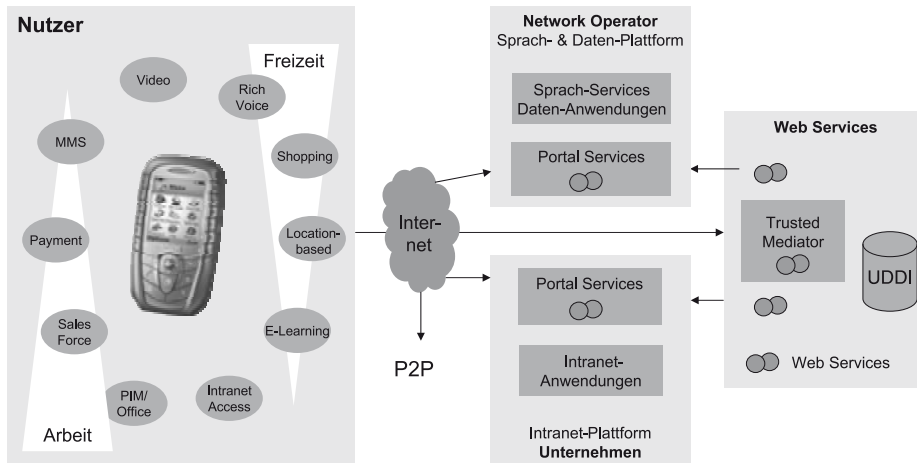 Nutzer
Freizeit
Video
Rich
Voice
MMS
Shopping
Payment
Location-
based
Sales
Force
E-Learning
PIM/
Office
Intranet
Access
Arbeit
Inter-
net
P2P
Network Operator
Sprach- & Daten-Plattform
Sprach-Services
Daten-Anwendungen
Portal Services
Portal Services
Intranet-
Anwendungen
Intranet-Plattform
Unternehmen
Web Services
Trusted
Mediator
UDDI
Web Services